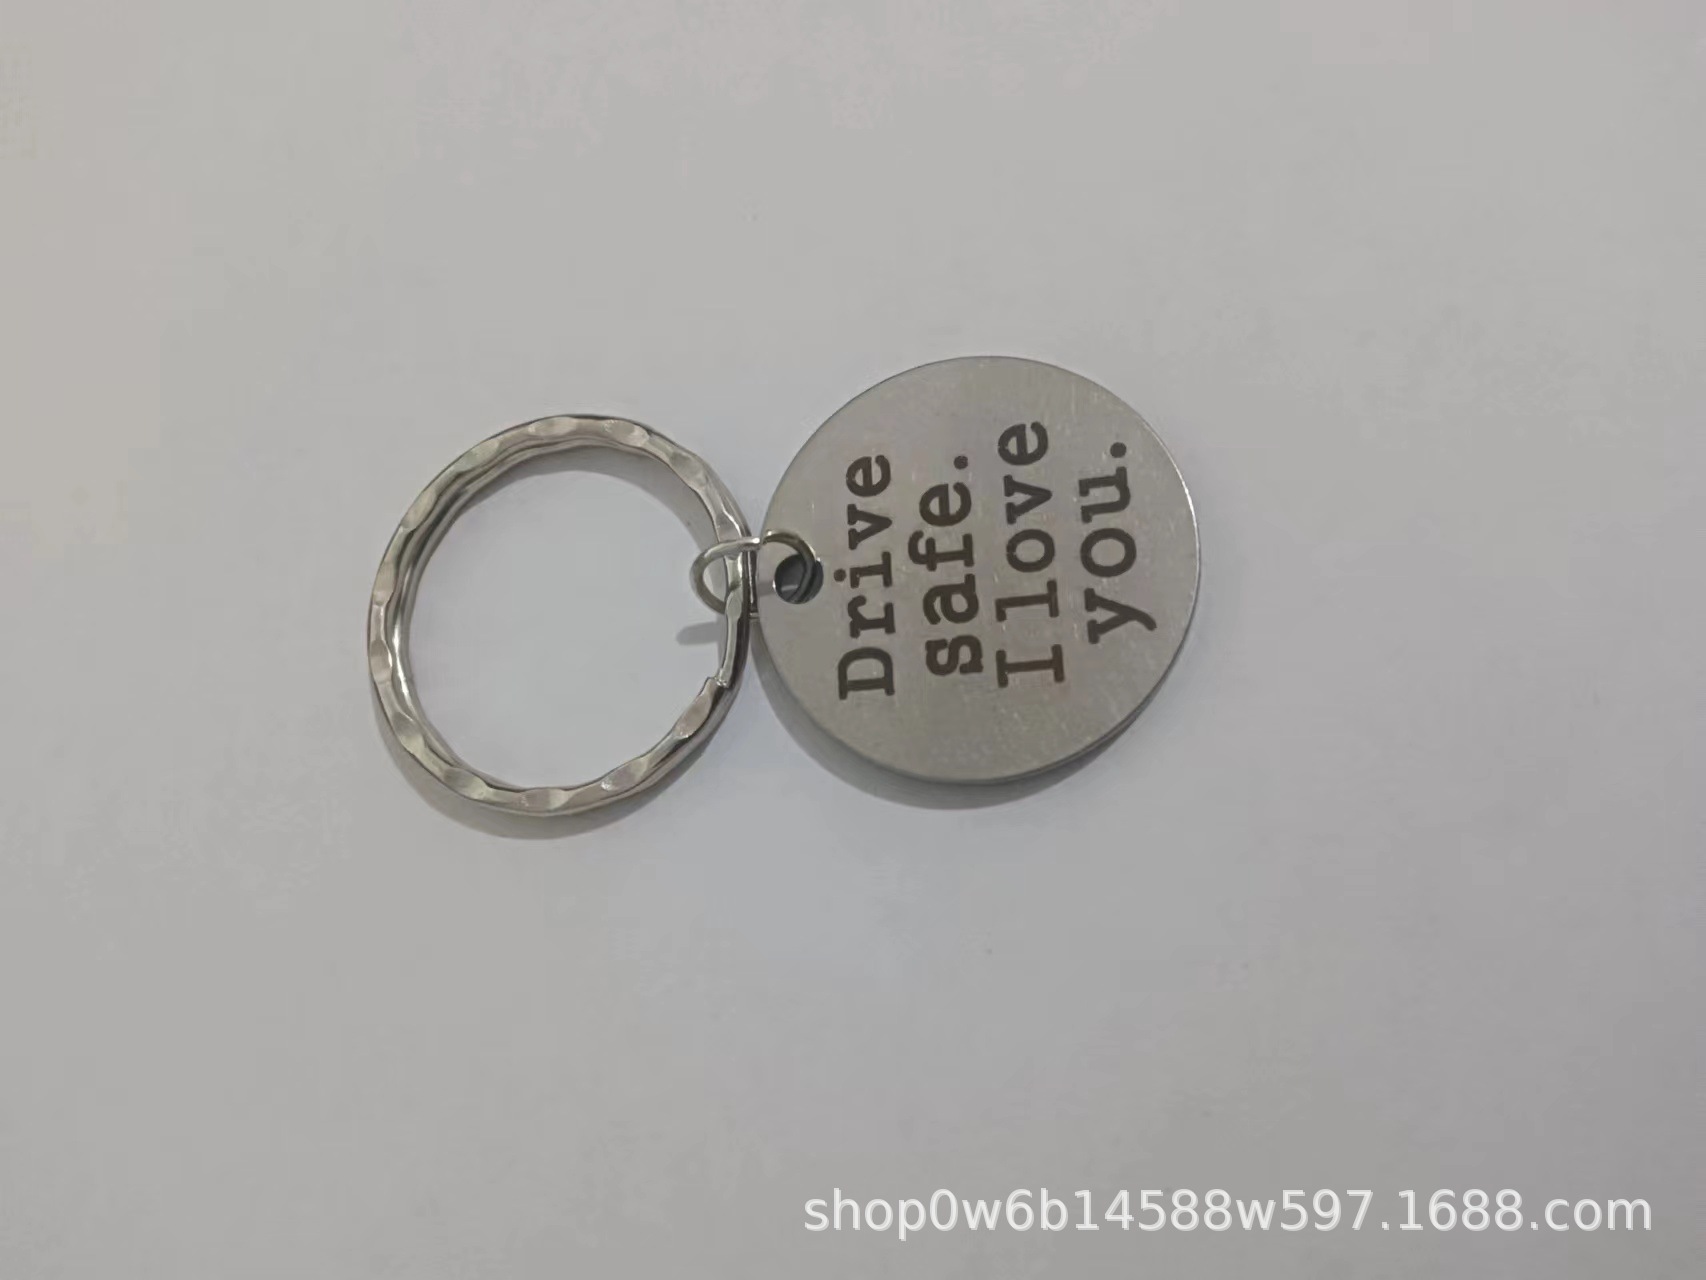 Drive
safe.
I love
you.
shop0w6b14588w597.1688.com